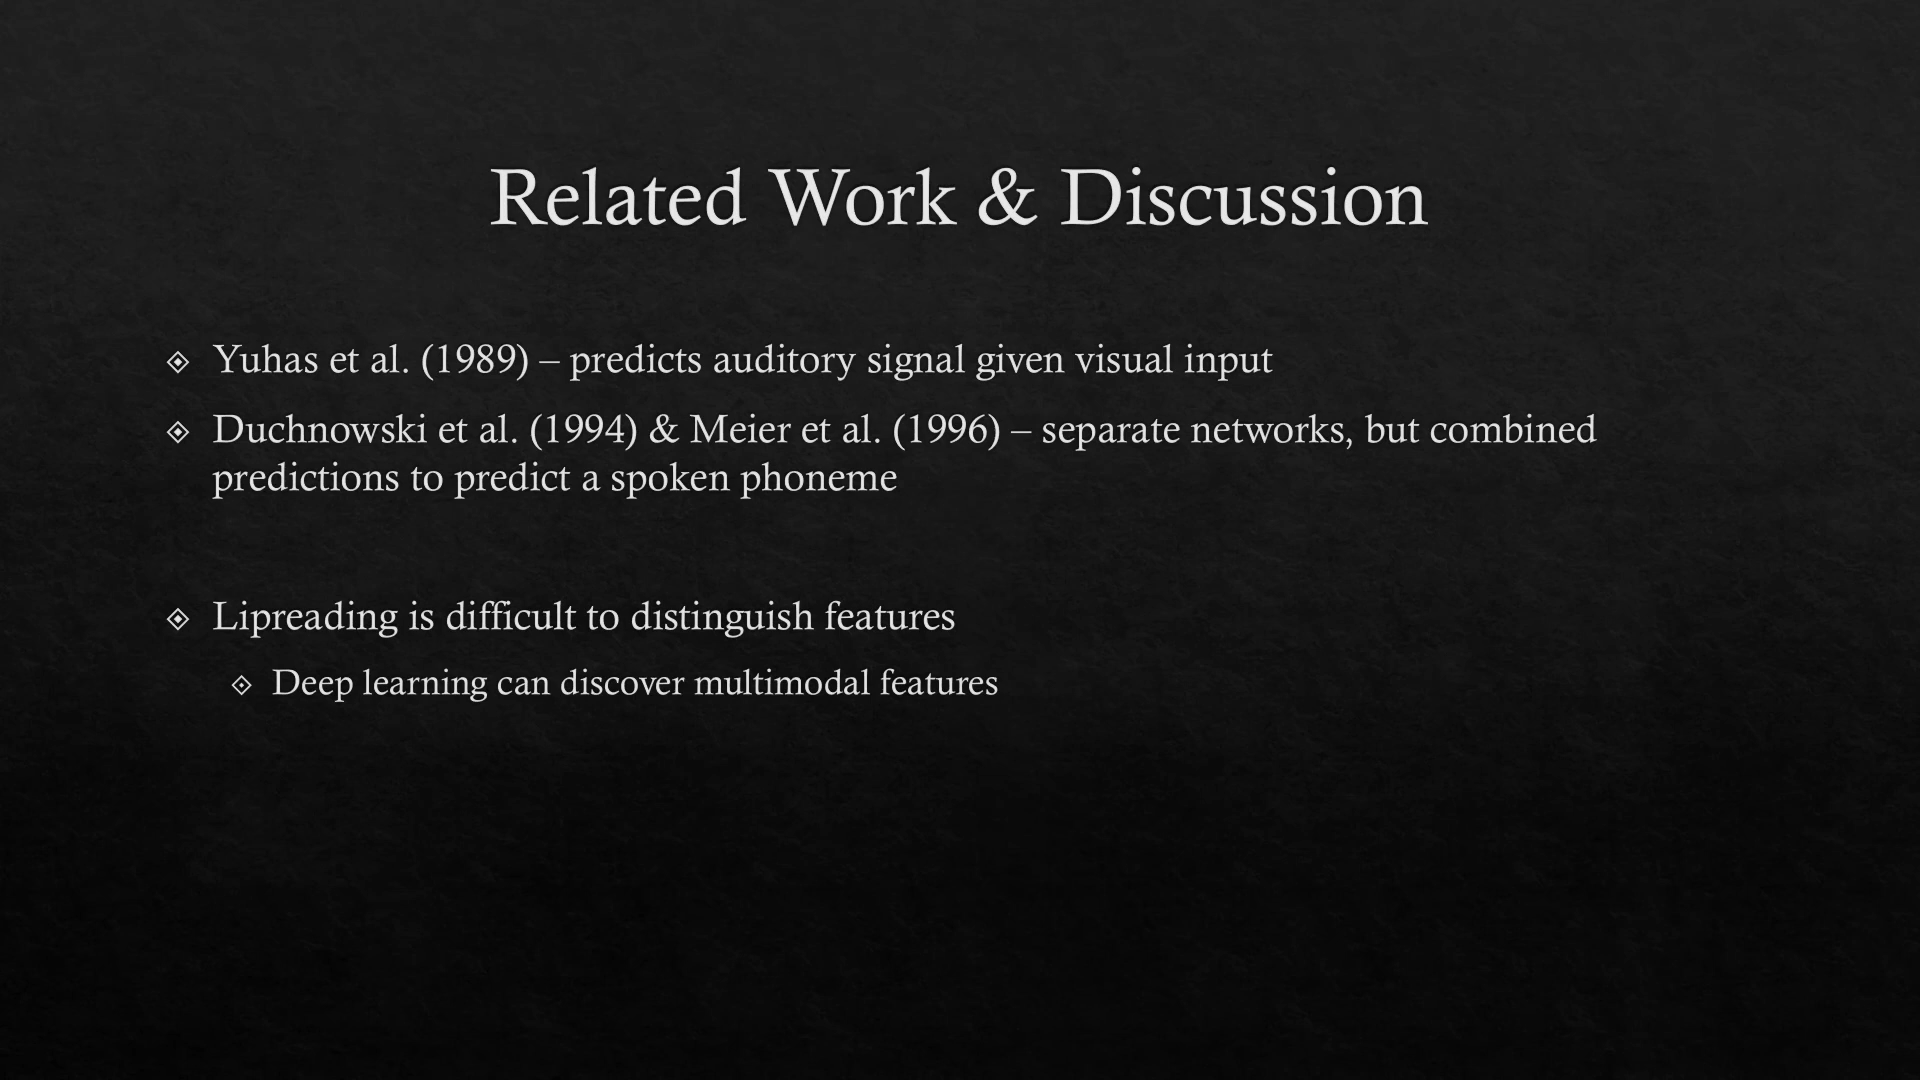 Related Work & Discussion
Yuhas et al. (1989) – predicts auditory signal given visual input
Duchnowski et al. (1994) & Meier et al. (1996) – separate networks, but combined
predictions to predict a spoken phoneme
Lipreading is difficult to distinguish features
Deep learning can discover multimodal features